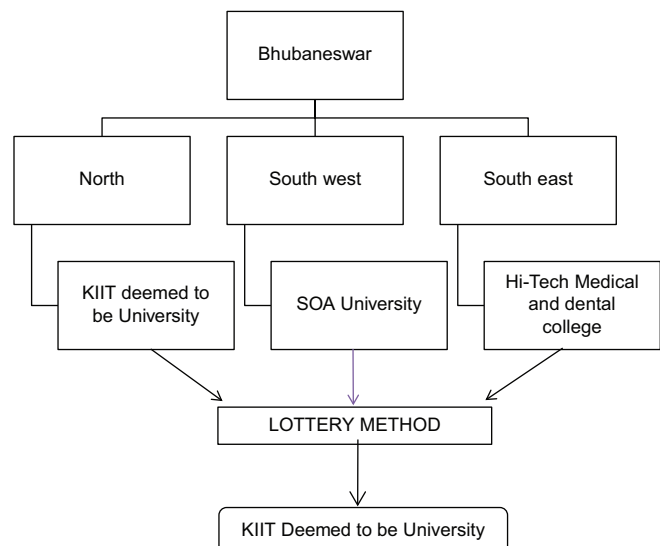 Bhubaneswar
North
South west
South east
KIIT deemed to
be University
SOA University
Hi-Tech Medical
and dental
college
LOTTERY METHOD
KIIT Deemed to be University